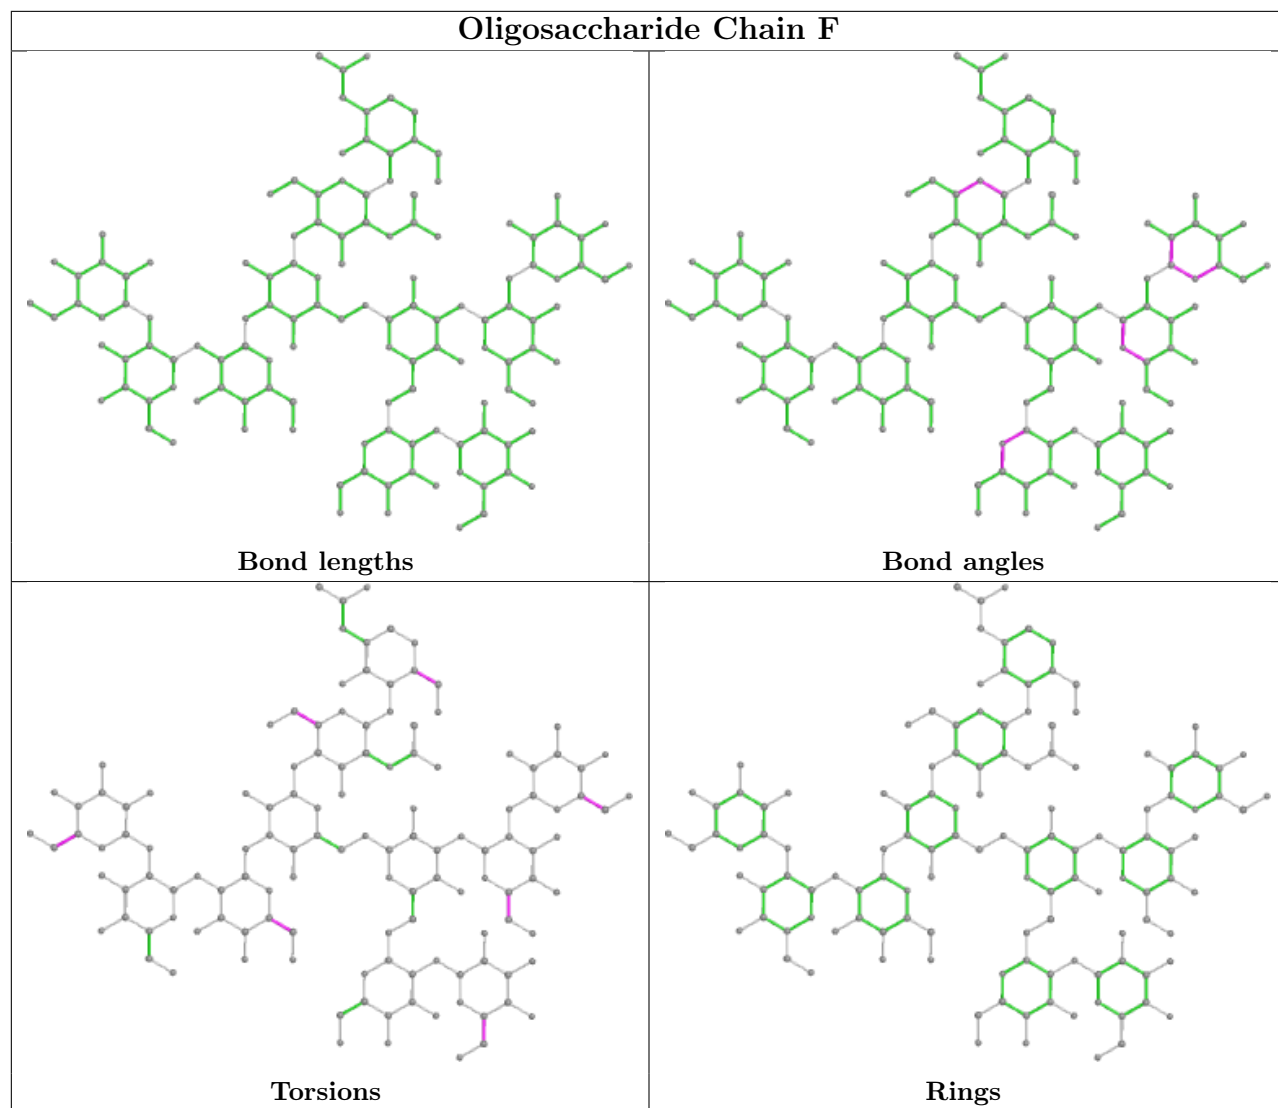 Oligosaccharide Chain F
Bond lengths
Bond angles
Torsions
Rings